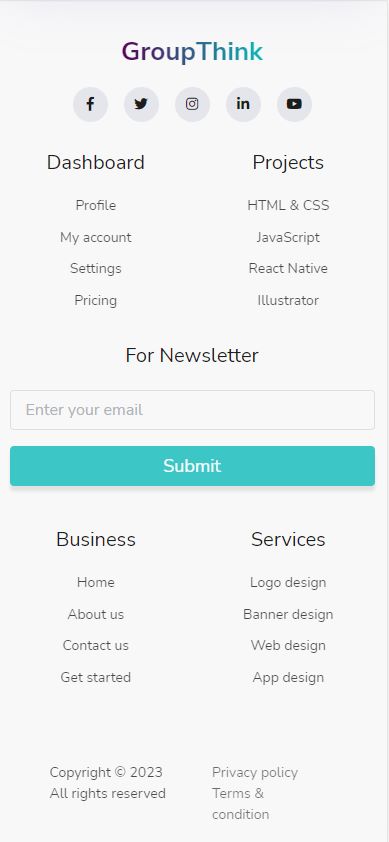 GroupThink
Dashboard
Profile
My account
Settings
Pricing
Projects
HTML & CSS
JavaScript
React Native
Illustrator
For Newsletter
Enter your email
Submit
Business
Home
About us
Contact us
Get started
Services
Logo design
Banner design
Web design
App design
Copyright © 2023
All rights reserved
Privacy policy
Terms &
condition